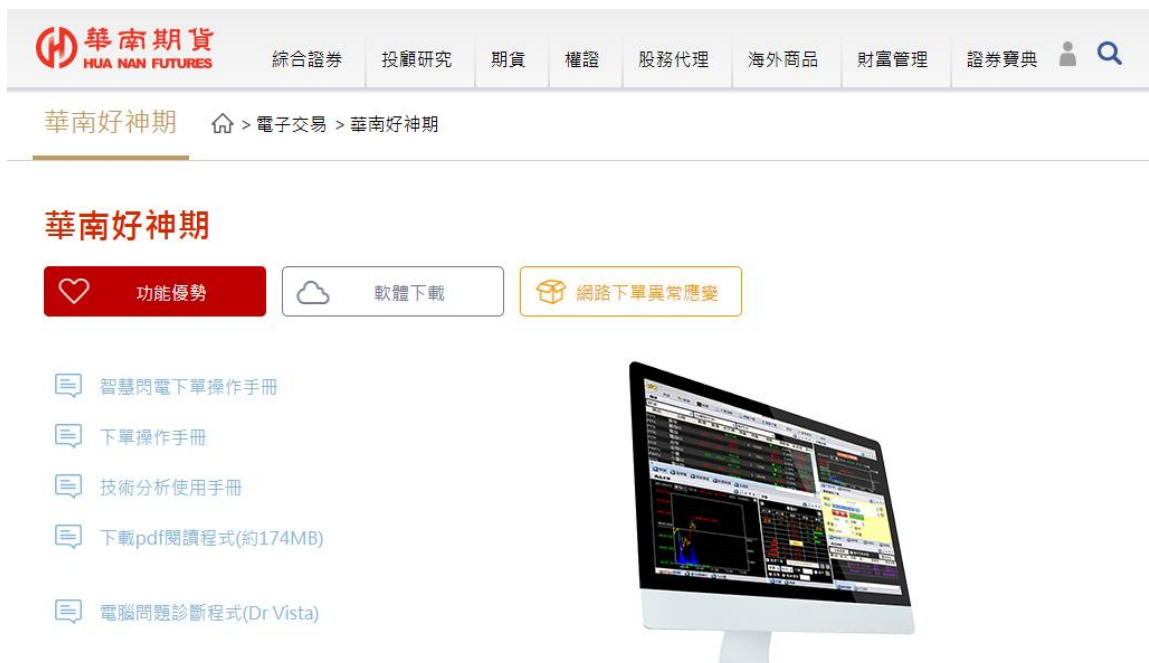 華南期貨
HUA NAN FUTURES
綜合證券 投顧研究 期貨 權證 股務代理 海外商品 財富管理 證券寶典
華南好神期 > 電子交易 > 華南好神期
華南好神期
功能優勢 軟體下載 網路下單異常應變
智慧閃電下單操作手冊
下單操作手冊
技術分析使用手冊
下載pdf閱讀程式(約174MB)
電腦問題診斷程式(Dr Vista)